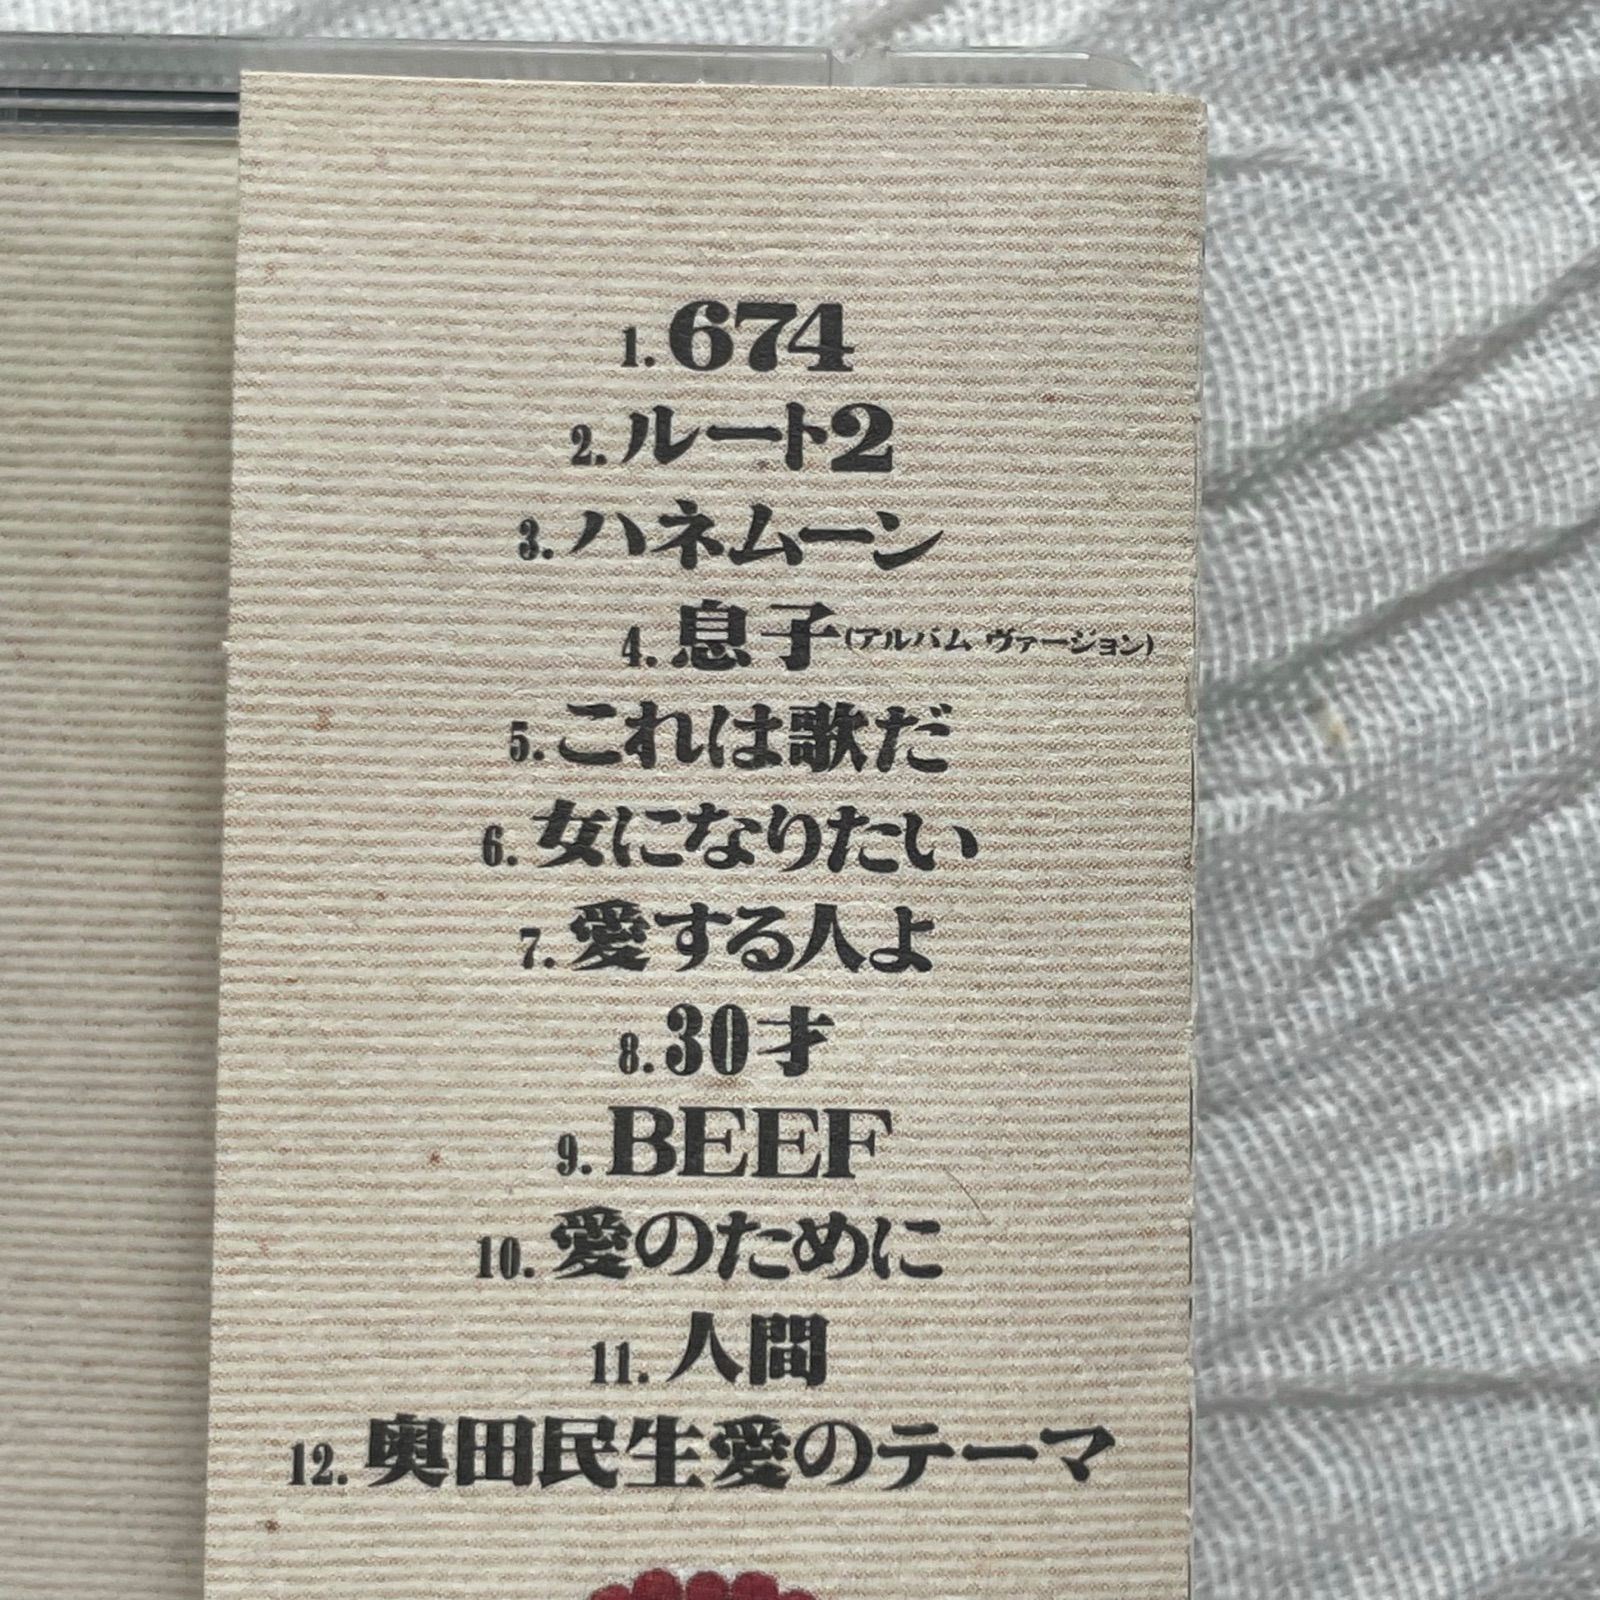 1. 674
2. ルート2
3. ハネムーン
4. 息子(アルバム ヴァージョン)
5. これは歌だ
6. 女になりたい
7. 愛する人よ
8. 30才
9. BEEF
10. 愛のために
11. 人間
12. 奥田民生愛のテーマ